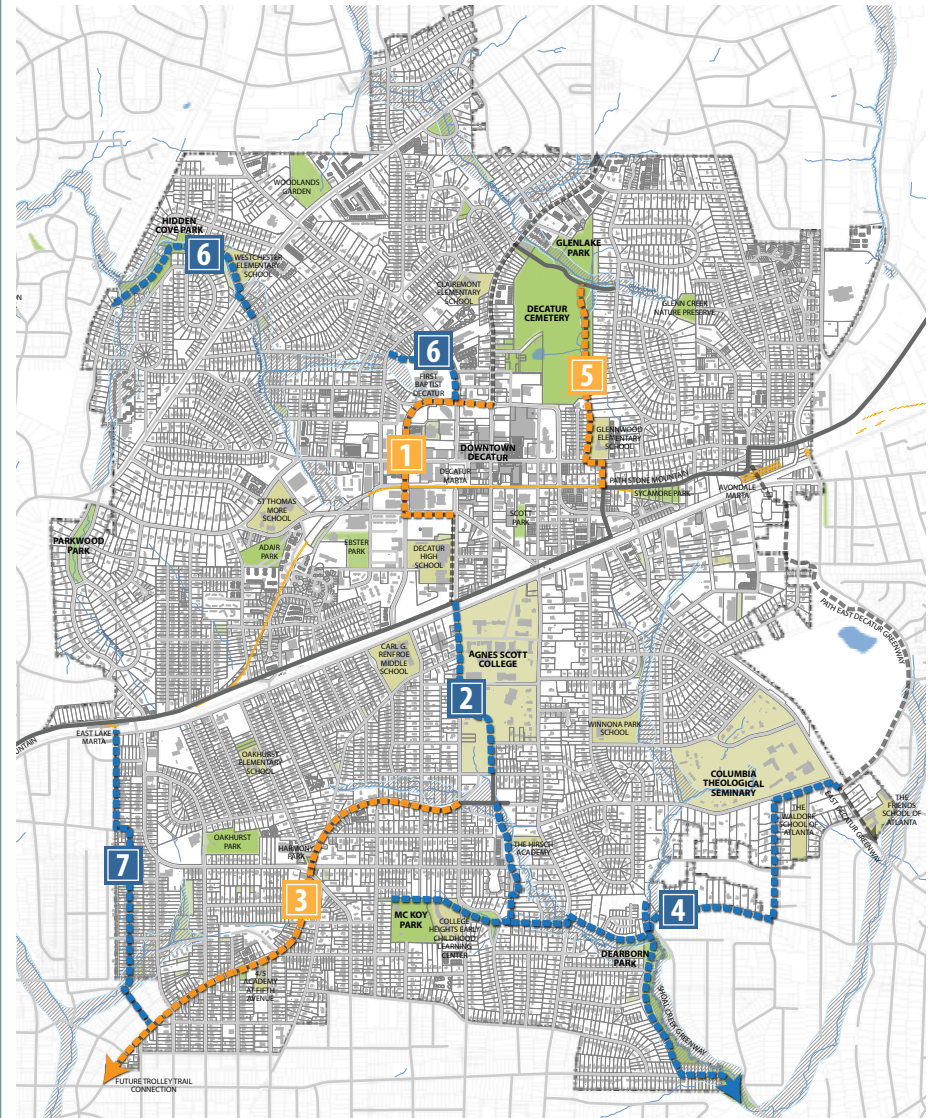 WOODLANDS
GARDEN
HIDDEN
COVE PARK
6
WESTCHESTER
ELEMENTARY
SCHOOL
GLENLAKE
PARK
CLAIREMONT
ELEMENTARY
SCHOOL
DECATUR
CEMETERY
GLENN CREEK
NATURE PRESERVE
6
FIRST
BAPTIST
DECATUR
5
1
DOWNTOWN
DECATUR
GLENNWOOD
ELEMENTARY
SCHOOL
DECATUR
MARTA
PATH STONE MOUNTAIN
SYCAMORE PARK
AVONDALE
MARTA
ST THOMAS
MORE
SCHOOL
SCOTT
PARK
PARKWOOD
PARK
ADAIR
PARK
EBSTER
PARK
DECATUR
HIGH
SCHOOL
PATH EAST DECATUR GREENWAY
CARL G.
RENFROE
MIDDLE
SCHOOL
AGNES SCOTT
COLLEGE
2
WINNONA PARK
SCHOOL
EAST LAKE
MARTA
UNTAIN
OAKHURST
ELEMENTARY
SCHOOL
COLUMBIA
THEOLOGICAL
SEMINARY
THE
FRIENDS
SCHOOL OF
ATLANTA
THE
WALDORF
SCHOOL OF
ATLANTA
EAST DECATUR GREENWAY
OAKHURST
PARK
HARMONY
PARK
THE HIRSCH
ACADEMY
7
3
MC KOY
PARK
COLLEGE
HEIGHTS EARLY
CHILDHOOD
LEARNING
CENTER
4
DEARBORN
PARK
4/5
ACADEMY
AT FIFTH
AVENUE
SHOAL CREEK GREENWAY
FUTURE TROLLEY TRAIL
CONNECTION